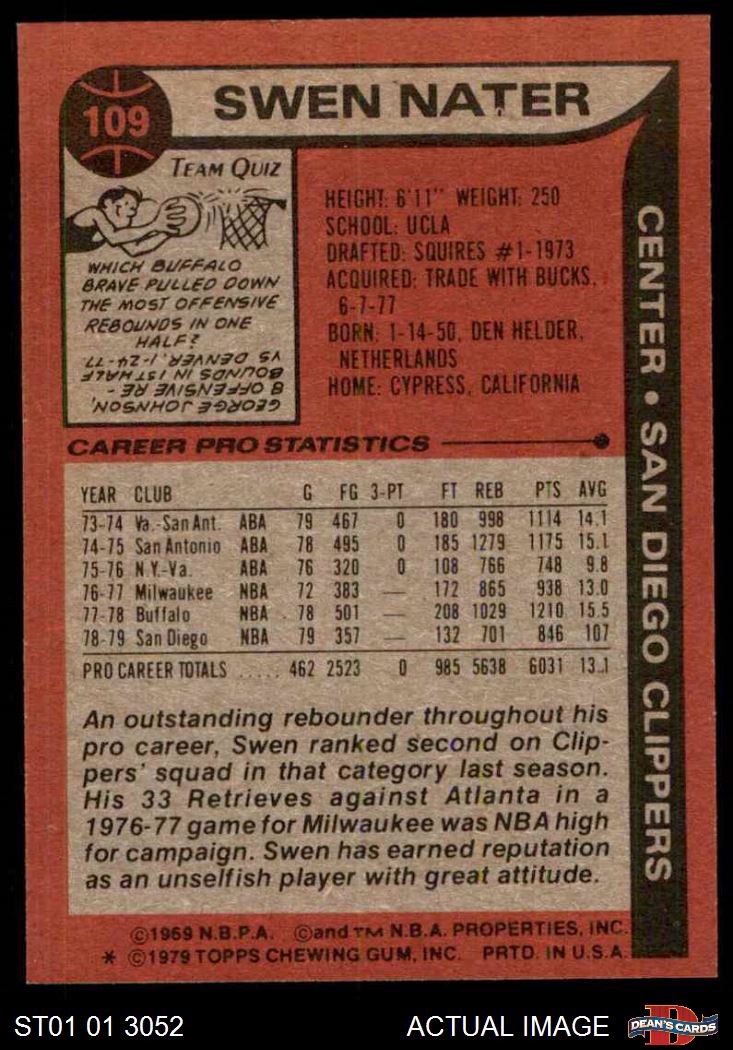 109
SWEN NATER
TEAM QUIZ
WHICH BUFFALO
BRAVE PULLED DOWN
THE MOST OFFENSIVE
REBOUNDS IN ONE
HALF?
GEORGE JOHNSON,
8 OFFENSIVE RE-
BOUNDS IN 1ST HALF
VS DENVER, 1-24-77.
HEIGHT: 6'11" WEIGHT: 250
SCHOOL: UCLA
DRAFTED: SQUIRES #1-1973
ACQUIRED: TRADE WITH BUCKS,
6-7-77
BORN: 1-14-50, DEN HELDER,
NETHERLANDS
HOME: CYPRESS, CALIFORNIA
CENTER • SAN DIEGO CLIPPERS
CAREER PRO STATISTICS
YEAR CLUB G FG 3-PT FT REB PTS AVG
73-74 Va.-San Ant. ABA 79 467 0 180 998 1114 14.1
74-75 San Antonio ABA 78 495 0 185 1279 1175 15.1
75-76 N.Y.-Va. ABA 76 320 0 108 766 748 9.8
76-77 Milwaukee NBA 72 383 — 172 865 938 13.0
77-78 Buffalo NBA 78 501 — 208 1029 1210 15.5
78-79 San Diego NBA 79 357 — 132 701 846 107
PRO CAREER TOTALS ..... 462 2523 0 985 5638 6031 13.1
An outstanding rebounder throughout his
pro career, Swen ranked second on Clip-
pers' squad in that category last season.
His 33 Retrieves against Atlanta in a
1976-77 game for Milwaukee was NBA high
for campaign. Swen has earned reputation
as an unselfish player with great attitude.
©1969 N.B.P.A. ©and TM N.B.A. PROPERTIES, INC.
* ©1979 TOPPS CHEWING GUM, INC. PRTD. IN U.S.A.
ST01 01 3052
ACTUAL IMAGE
D
DEAN'S CARDS